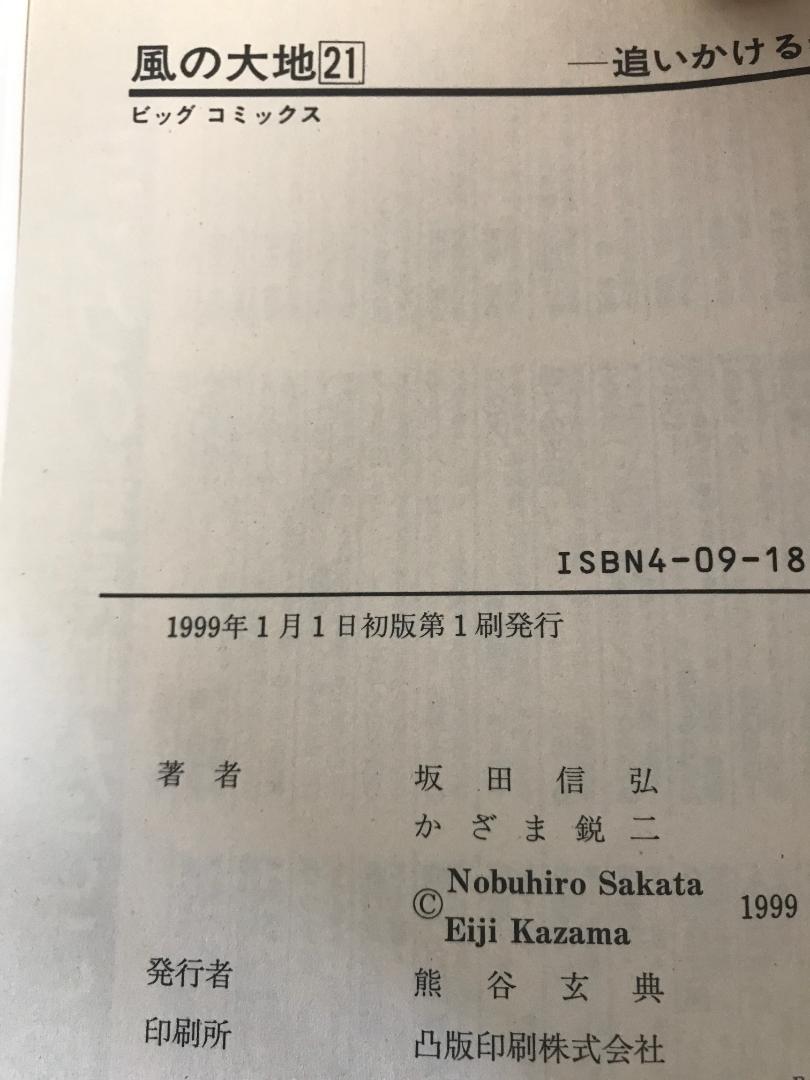 風の大地21
―追いかける
ビッグ コミックス
ISBN4-09-18
1999年1月1日初版第1刷発行
著者 坂田信弘
かざま鋭二
©Nobuhiro Sakata
Eiji Kazama 1999
発行者 熊谷玄典
印刷所 凸版印刷株式会社